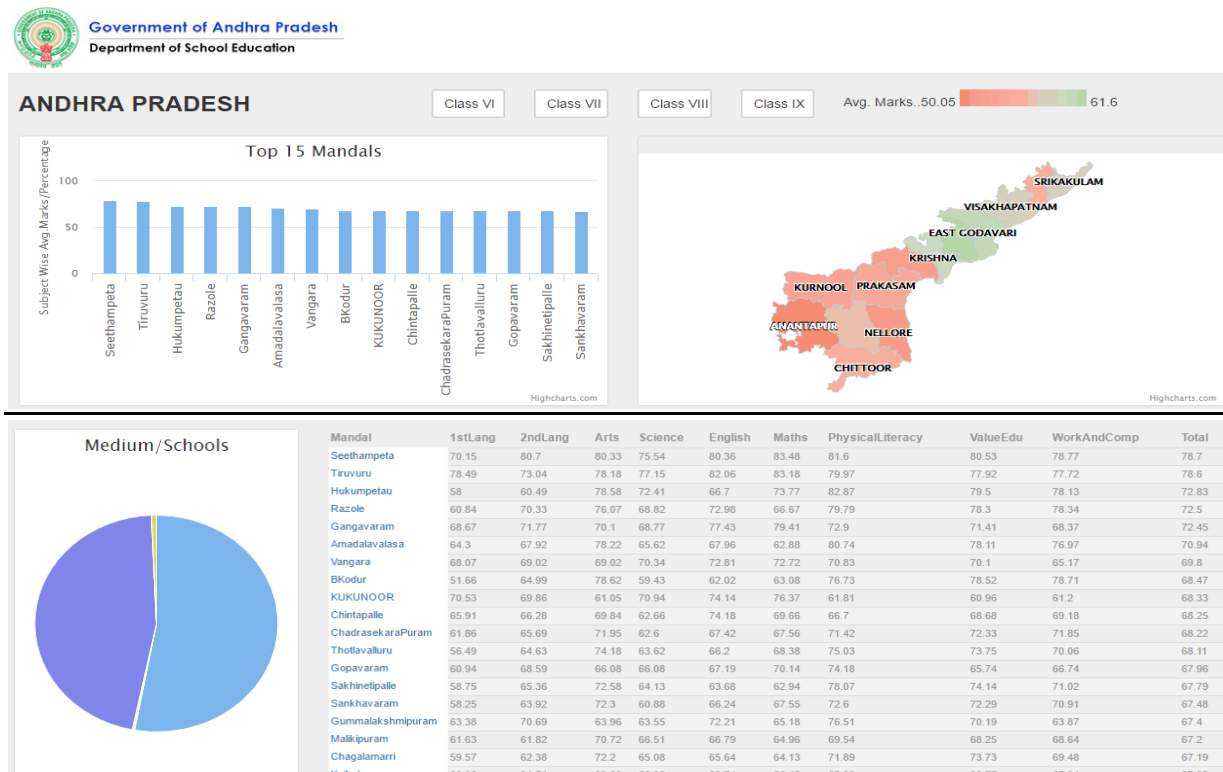 Government of Andhra Pradesh
Department of School Education
ANDHRA PRADESH
Class VI
Class VII
Class VIII
Class IX
Avg. Marks..50.05
61.6
Top 15 Mandals
Subject Wise Avg.Marks/Percentage
100
50
0
Seethampeta
Tiruvuru
Hukumpetau
Razole
Gangavaram
Amadalavalasa
Vangara
BKodur
KUKUNOOR
Chintapalle
ChadrasekaraPuram
Thotlavalluru
Gopavaram
Sakhinetipalle
Sankhavaram
Highcharts.com
SRIKAKULAM
VISAKHAPATNAM
EAST GODAVARI
KRISHNA
KURNOOL
PRAKASAM
ANANTAPUR
NELLORE
CHITTOOR
Highcharts.com
Medium/Schools
Mandal 1stLang 2ndLang Arts Science English Maths PhysicalLiteracy ValueEdu WorkAndComp Total
Seethampeta 70.15 80.7 80.33 75.54 80.36 83.48 81.6 80.53 78.77 78.7
Tiruvuru 78.49 73.04 78.18 77.15 82.06 83.18 79.97 77.92 77.72 78.6
Hukumpetau 58 60.49 78.58 72.41 66.7 73.77 82.87 79.5 78.13 72.83
Razole 60.84 70.33 76.07 68.82 72.98 66.67 79.79 78.3 78.34 72.5
Gangavaram 68.67 71.77 70.1 68.77 77.43 79.41 72.9 71.41 68.37 72.45
Amadalavalasa 64.3 67.92 78.22 65.62 67.96 62.88 80.74 78.11 76.97 70.94
Vangara 68.07 69.02 69.02 70.34 72.81 72.72 70.83 70.1 65.17 69.8
BKodur 51.66 64.99 78.62 59.43 62.02 63.08 76.73 78.52 78.71 68.47
KUKUNOOR 70.53 69.86 61.05 70.94 74.14 76.37 61.81 60.96 61.2 68.33
Chintapalle 65.91 66.28 69.84 62.66 74.18 69.66 66.7 68.68 69.18 68.25
ChadrasekaraPuram 61.86 65.69 71.95 62.6 67.42 67.56 71.42 72.33 71.85 68.22
Thotlavalluru 56.49 64.63 74.18 63.62 66.2 68.38 75.03 73.75 70.06 68.11
Gopavaram 60.94 68.59 66.08 66.08 67.19 70.14 74.18 65.74 66.74 67.96
Sakhinetipalle 58.75 65.36 72.58 64.13 63.68 62.94 78.07 74.14 71.02 67.79
Sankhavaram 58.25 63.92 72.3 60.88 66.24 67.55 72.6 72.29 70.91 67.48
Gummalakshmipuram 63.38 70.69 63.96 63.55 72.21 65.18 76.51 70.19 63.87 67.4
Malikipuram 61.63 61.82 70.72 66.51 66.79 64.96 69.54 68.25 68.64 67.2
Chagalamarri 59.57 62.38 72.2 65.08 65.64 64.13 71.89 73.73 69.48 67.19